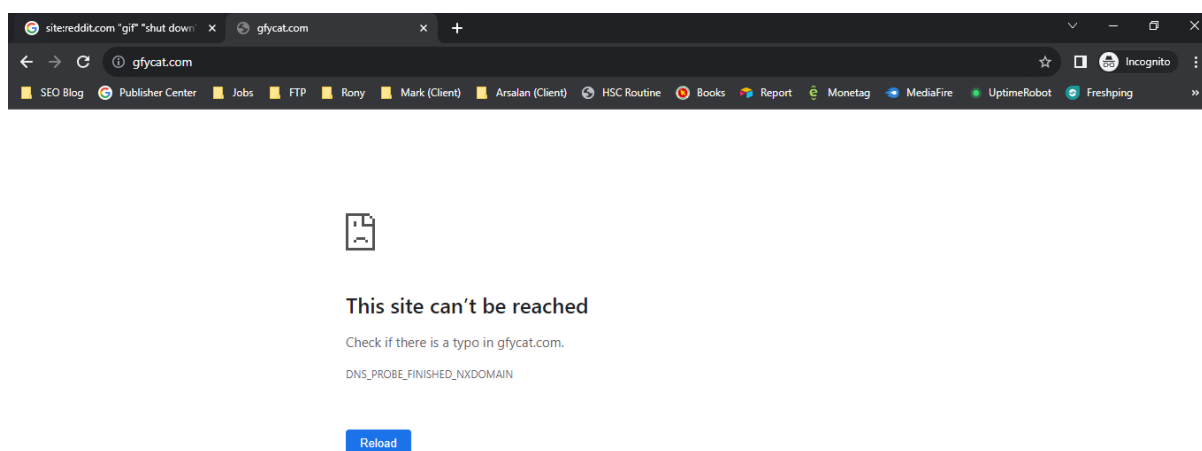 site:reddit.com "gif" "shut down" gfycat.com
gfycat.com Incognito
SEO Blog Publisher Center Jobs FTP Rony Mark (Client) Arsalan (Client) HSC Routine Books Report Monetag MediaFire UptimeRobot Freshping »
This site can't be reached
Check if there is a typo in gfycat.com.
DNS_PROBE_FINISHED_NXDOMAIN
Reload